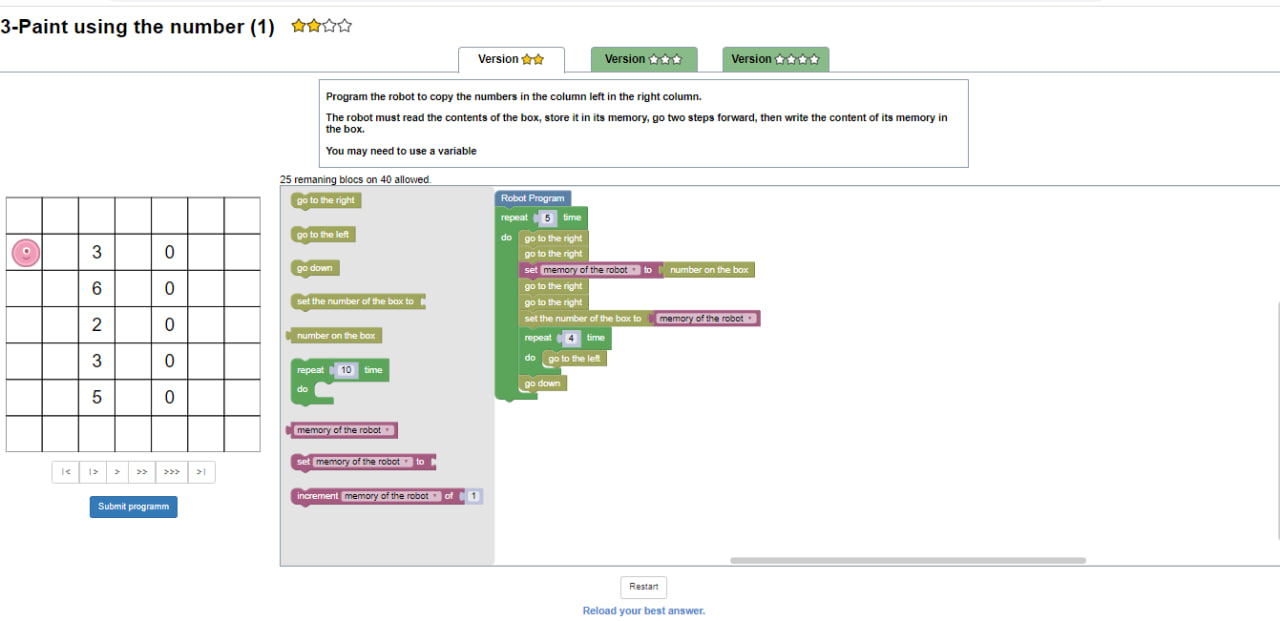 3-Paint using the number (1)
Version
Version
Version
Program the robot to copy the numbers in the column left in the right column.
The robot must read the contents of the box, store it in its memory, go two steps forward, then write the content of its memory in
the box.
You may need to use a variable
25 remaning blocs on 40 allowed.
3 0
6 0
2 0
3 0
5 0
|< |> > >> >>> >|
Submit programm
go to the right
go to the left
go down
set the number of the box to
number on the box
repeat 10 time
do
memory of the robot
set memory of the robot to
increment memory of the robot of 1
Robot Program
repeat 5 time
do go to the right
go to the right
set memory of the robot to number on the box
go to the right
go to the right
set the number of the box to memory of the robot
repeat 4 time
do go to the left
go down
Restart
Reload your best answer.